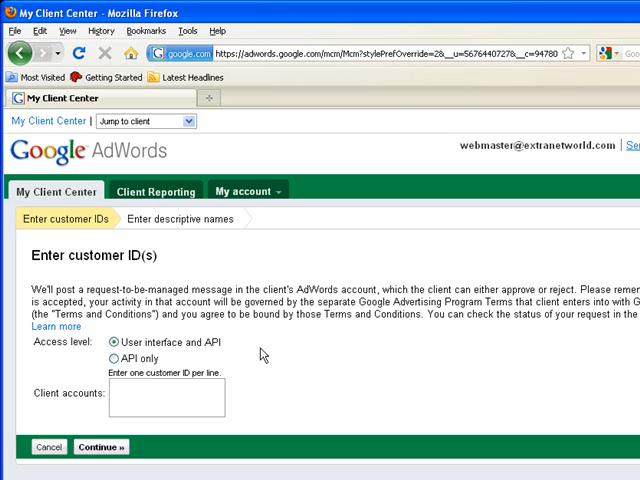 My Client Center - Mozilla Firefox
File Edit View History Bookmarks Tools Help
google.com https://adwords.google.com/mcm/Mcm?stylePrefOverride=2&__u=5676440727&__c=94780
Most Visited Getting Started Latest Headlines
My Client Center
My Client Center | Jump to client
Google AdWords
webmaster@extranetworld.com
My Client Center Client Reporting My account
Enter customer IDs Enter descriptive names
Enter customer ID(s)
We'll post a request-to-be-managed message in the client's AdWords account, which the client can either approve or reject. Please
is accepted, your activity in that account will be governed by the separate Google Advertising Program Terms that client enters into with
(the "Terms and Conditions") and you agree to be bound by those Terms and Conditions. You can check the status of your request in the
Learn more
Access level: User interface and API
API only
Enter one customer ID per line.
Client accounts:
Cancel Continue »